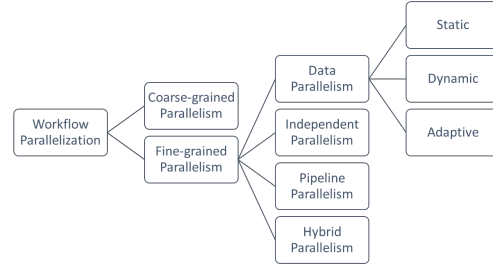 Workflow
Parallelization
Coarse-grained
Parallelism
Fine-grained
Parallelism
Data
Parallelism
Independent
Parallelism
Pipeline
Parallelism
Hybrid
Parallelism
Static
Dynamic
Adaptive